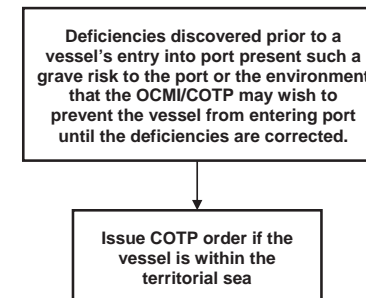 Deficiencies discovered prior to a
vessel's entry into port present such a
grave risk to the port or the environment
that the OCMI/COTP may wish to
prevent the vessel from entering port
until the deficiencies are corrected.
Issue COTP order if the
vessel is within the
territorial sea